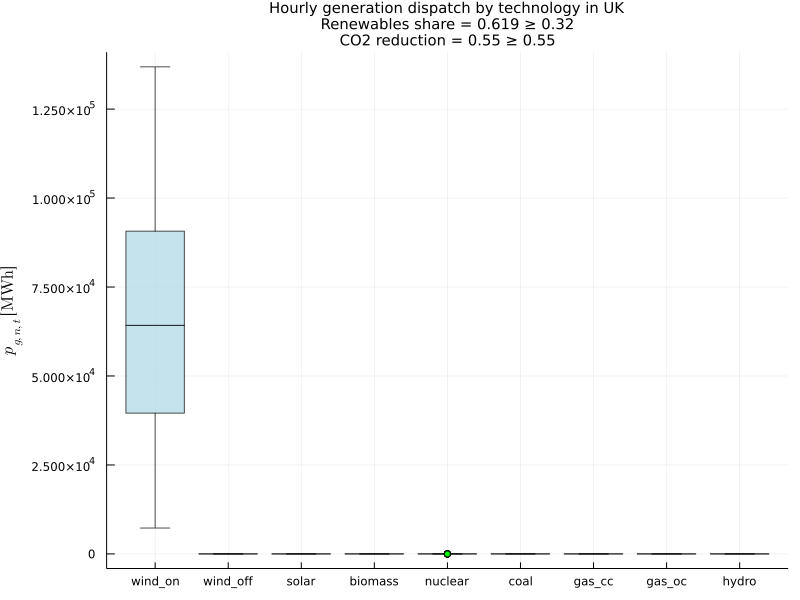 Hourly generation dispatch by technology in UK
Renewables share = 0.619 ≥ 0.32
CO2 reduction = 0.55 ≥ 0.55
p_{g,n,t} [MWh]
1.250×10⁵
1.000×10⁵
7.500×10⁴
5.000×10⁴
2.500×10⁴
0
wind_on wind_off solar biomass nuclear coal gas_cc gas_oc hydro